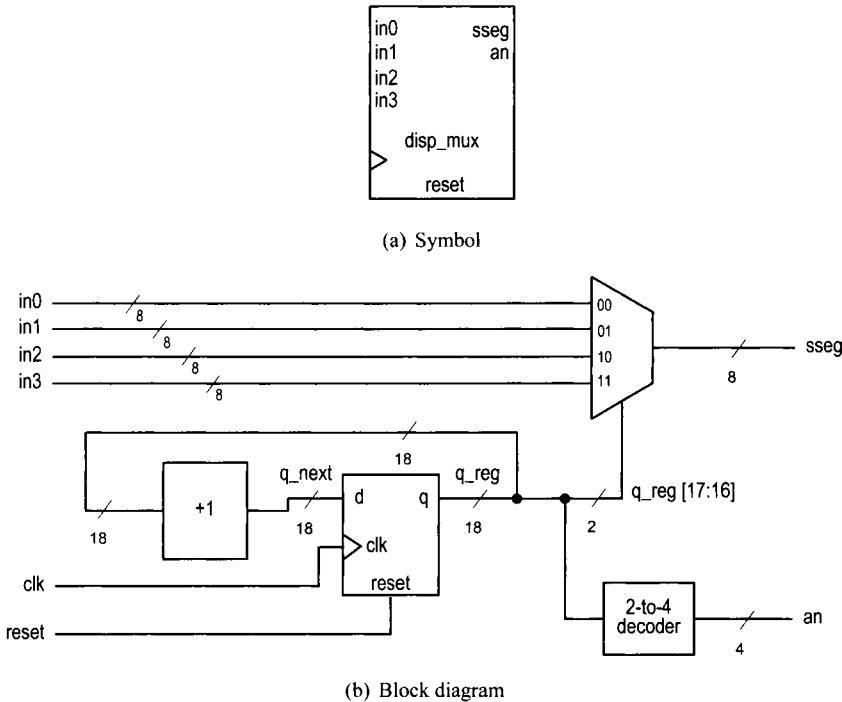 in0 sseg
in1 an
in2
in3
disp_mux
reset
(a) Symbol
in0 8 00
in1 8 01
in2 8 10
in3 8 11
sseg
8
18
q_next
q_reg
+1
d q
q_reg [17:16]
18
18
18
2
clk
clk
reset
2-to-4
decoder
an
4
reset
(b) Block diagram